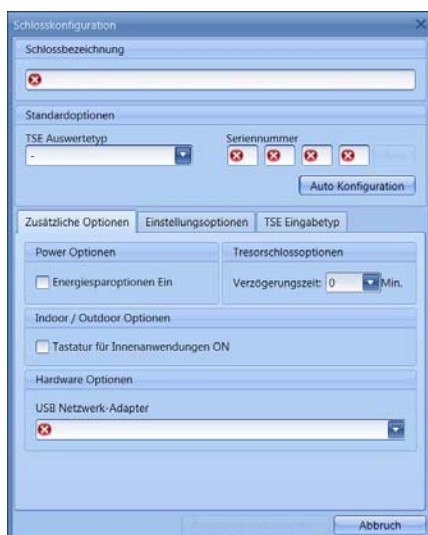 Schlosskonfiguration
Schlossbezeichnung
Standardoptionen
TSE Auswertetyp Seriennummer
-
Auto Konfiguration
Zusätzliche Optionen Einstellungsoptionen TSE Eingabetyp
Power Optionen Tresorschlossoptionen
Energiesparoptionen Ein Verzögerungszeit: 0 Min.
Indoor / Outdoor Optionen
Tastatur für Innenanwendungen ON
Hardware Optionen
USB Netzwerk-Adapter
Abbruch